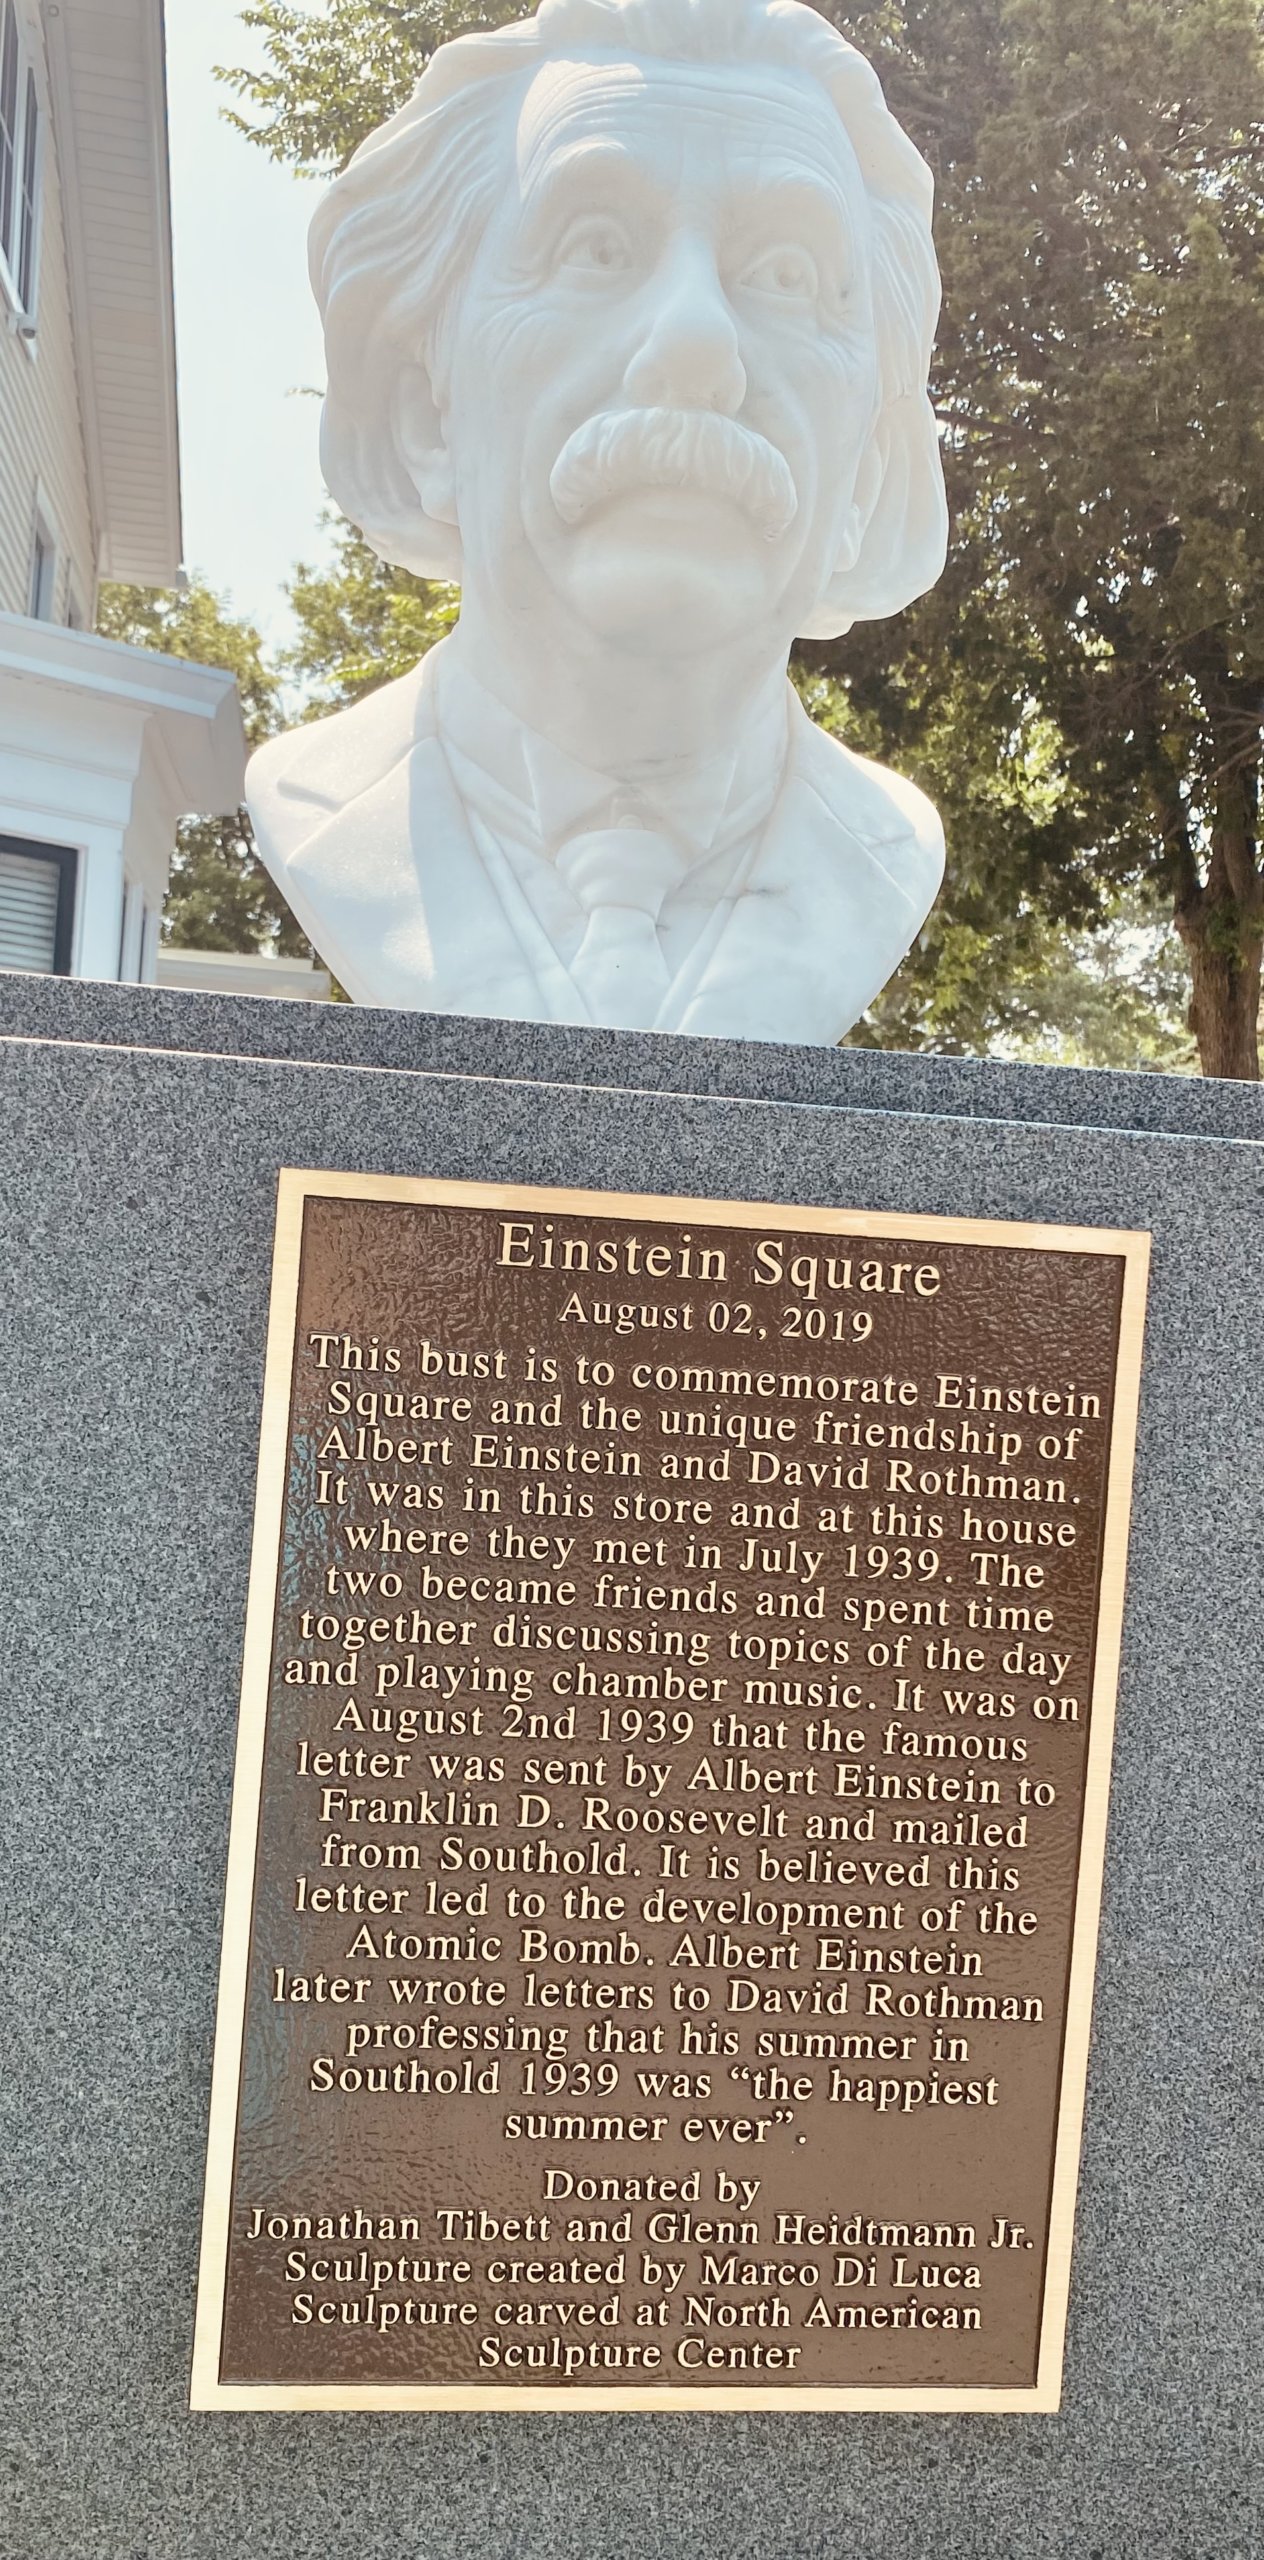 Einstein Square
August 02, 2019
This bust is to commemorate Einstein
Square and the unique friendship of
Albert Einstein and David Rothman.
It was in this store and at this house
where they met in July 1939. The
two became friends and spent time
together discussing topics of the day
and playing chamber music. It was on
August 2nd 1939 that the famous
letter was sent by Albert Einstein to
Franklin D. Roosevelt and mailed
from Southold. It is believed this
letter led to the development of the
Atomic Bomb. Albert Einstein
later wrote letters to David Rothman
professing that his summer in
Southold 1939 was “the happiest
summer ever”.
Donated by
Jonathan Tibett and Glenn Heidtmann Jr.
Sculpture created by Marco Di Luca
Sculpture carved at North American
Sculpture Center